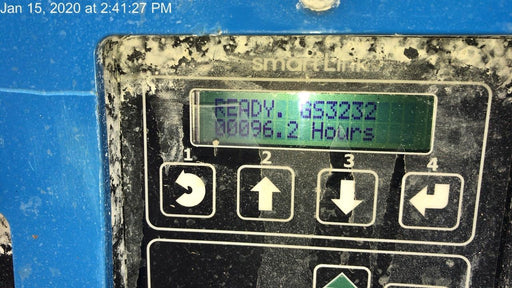 Jan 15, 2020 at 2:41:27 PM
smartLink
READY. GS3232
00096.2 Hours
1 2 3 4